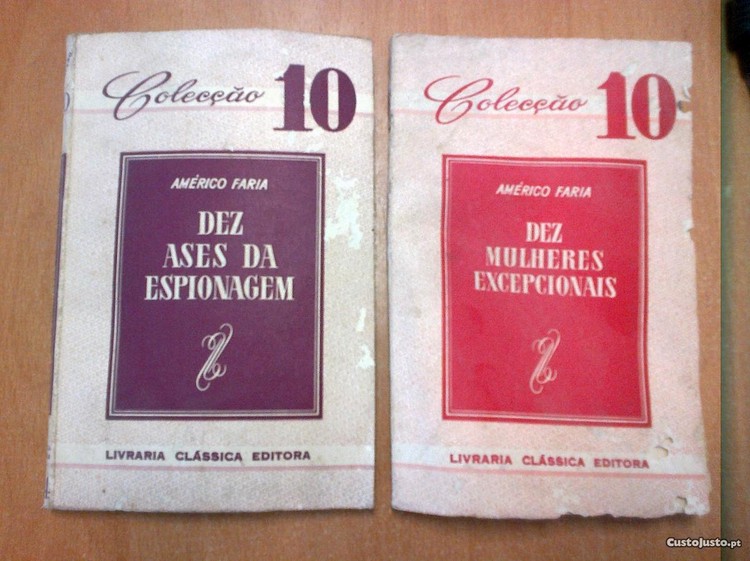 Colecção 10
AMÉRICO FARIA
DEZ
ASES DA
ESPIONAGEM
LIVRARIA CLÁSSICA EDITORA
Colecção 10
AMÉRICO FARIA
DEZ
MULHERES
EXCEPCIONAIS
LIVRARIA CLÁSSICA EDITORA
CustoJusto.pt